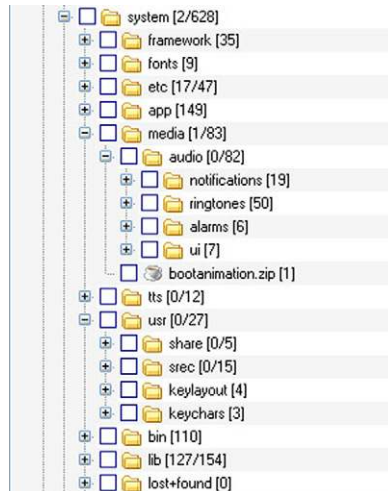 system [2/628]
framework [35]
fonts [9]
etc [17/47]
app [149]
media [1/83]
audio [0/82]
notifications [19]
ringtones [50]
alarms [6]
ui [7]
bootanimation.zip [1]
tts [0/12]
usr [0/27]
share [0/5]
srec [0/15]
keylayout [4]
keychars [3]
bin [110]
lib [127/154]
lost+found [0]